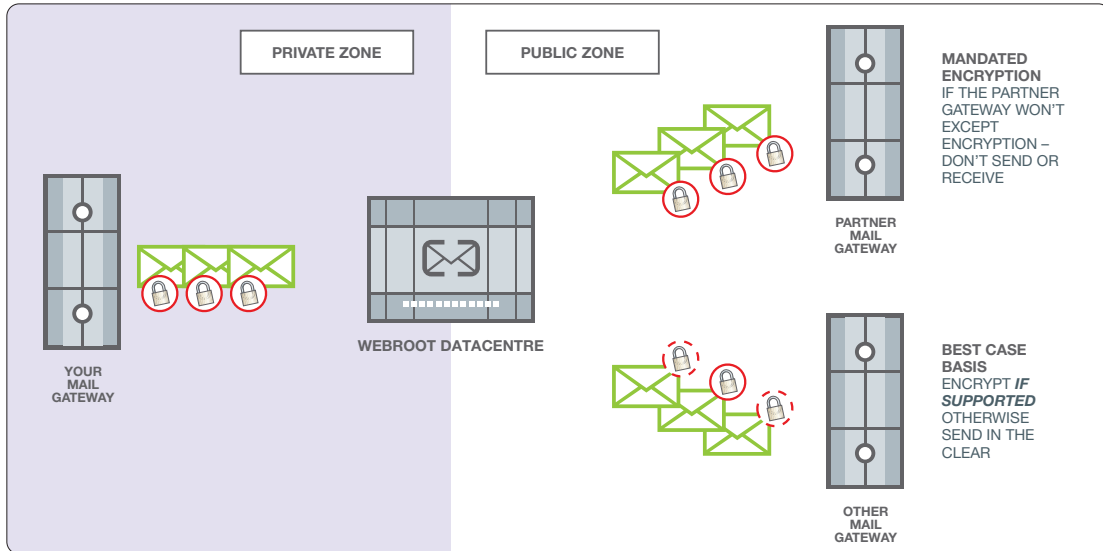 PRIVATE ZONE
PUBLIC ZONE
MANDATED
ENCRYPTION
IF THE PARTNER
GATEWAY WON'T
EXCEPT
ENCRYPTION –
DON'T SEND OR
RECEIVE
PARTNER
MAIL
GATEWAY
WEBROOT DATACENTRE
YOUR
MAIL
GATEWAY
BEST CASE
BASIS
ENCRYPT IF
SUPPORTED
OTHERWISE
SEND IN THE
CLEAR
OTHER
MAIL
GATEWAY